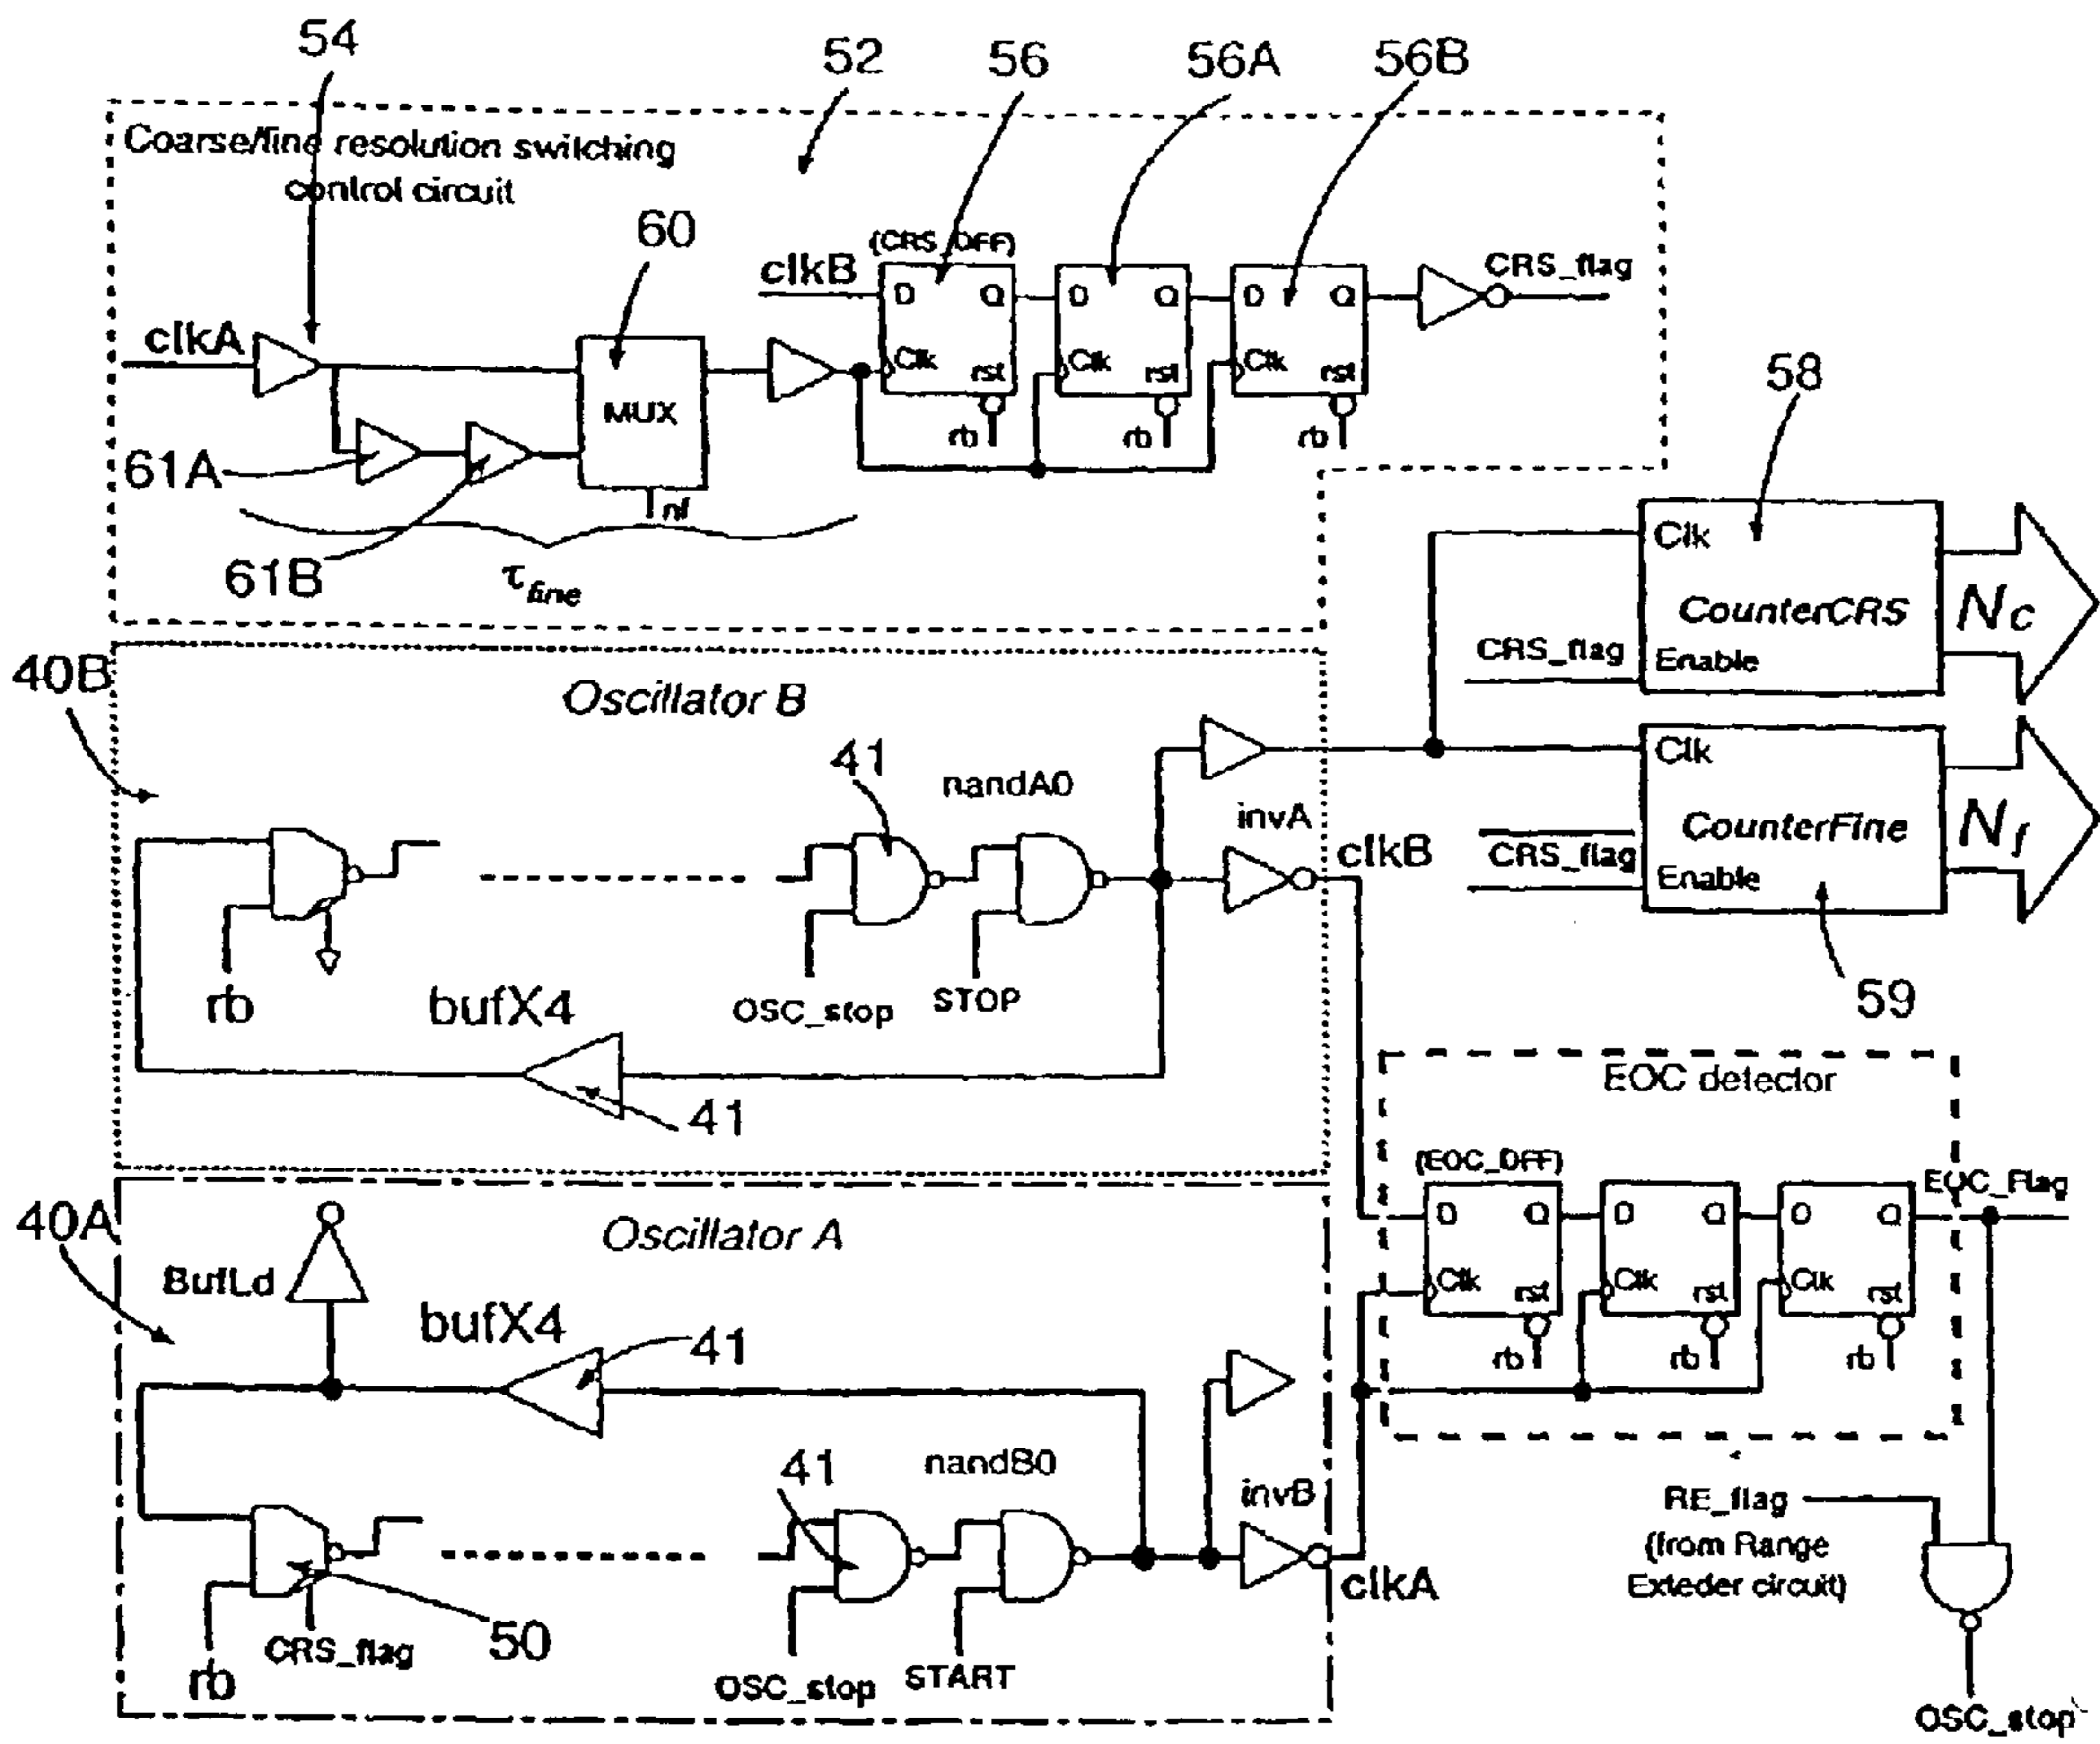 54
52
56
56A
56B
Coarse/fine resolution switching
control circuit
60
(CRS_DFF)
clkB
D
Q
D
Q
D
Q
CRS_flag
clkA
Clk
rst
Clk
rst
Clk
rst
MUX
rb
rb
rb
58
61A
nf
61B
τfine
Clk
CounterCRS
Nc
CRS_flag
Enable
40B
Oscillator B
41
nandA0
Clk
invA
CounterFine
Nf
clkB
CRS_flag
Enable
rb
bufX4
OSC_stop
STOP
59
41
EOC detector
(EOC_DFF)
EOC_Flag
40A
Oscillator A
D
Q
D
Q
D
Q
BufLd
Clk
rst
Clk
rst
Clk
rst
bufX4
41
rb
rb
rb
41
nandB0
invB
RE_flag
(from Range
Exteder circuit)
clkA
rb
CRS_flag
50
OSC_stop
START
OSC_stop